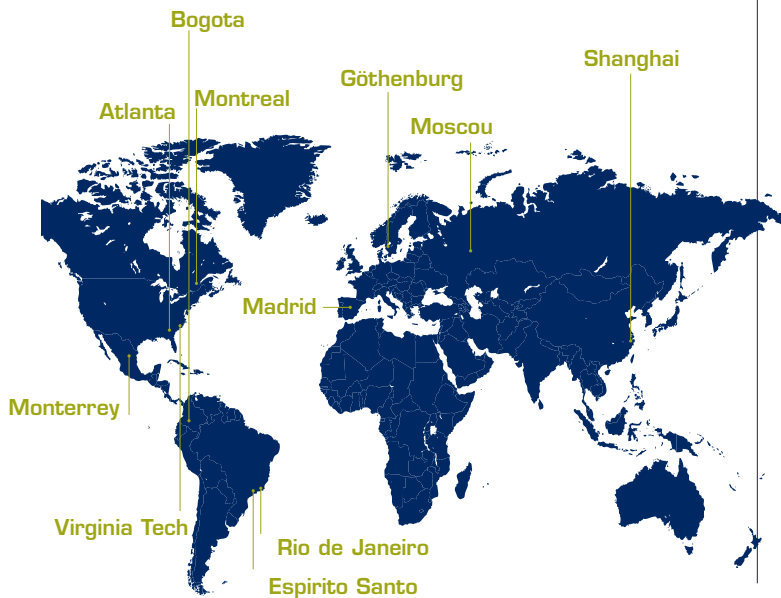 Bogota
Shanghai
Göthenburg
Atlanta
Montreal
Moscou
Madrid
Monterrey
Virginia Tech
Rio de Janeiro
Espirito Santo